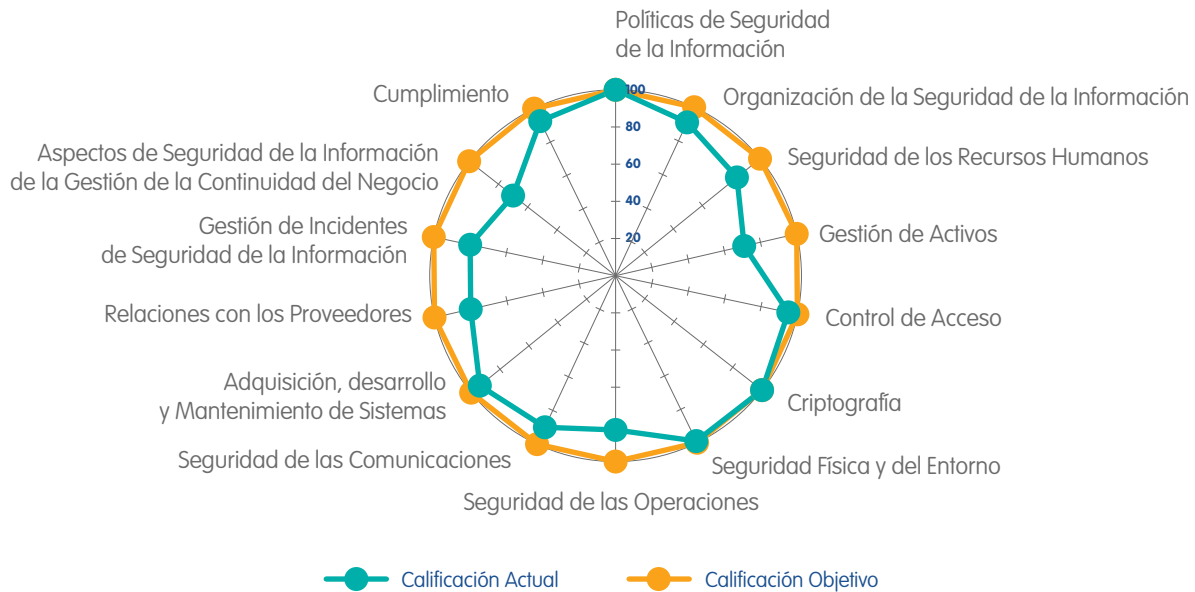 Políticas de Seguridad
de la Información
Cumplimiento
100
Organización de la Seguridad de la Información
80
Aspectos de Seguridad de la Información
de la Gestión de la Continuidad del Negocio
60
Seguridad de los Recursos Humanos
40
Gestión de Incidentes
de Seguridad de la Información
20
Gestión de Activos
Relaciones con los Proveedores
Control de Acceso
Adquisición, desarrollo
y Mantenimiento de Sistemas
Criptografía
Seguridad de las Comunicaciones
Seguridad Física y del Entorno
Seguridad de las Operaciones
Calificación Actual
Calificación Objetivo